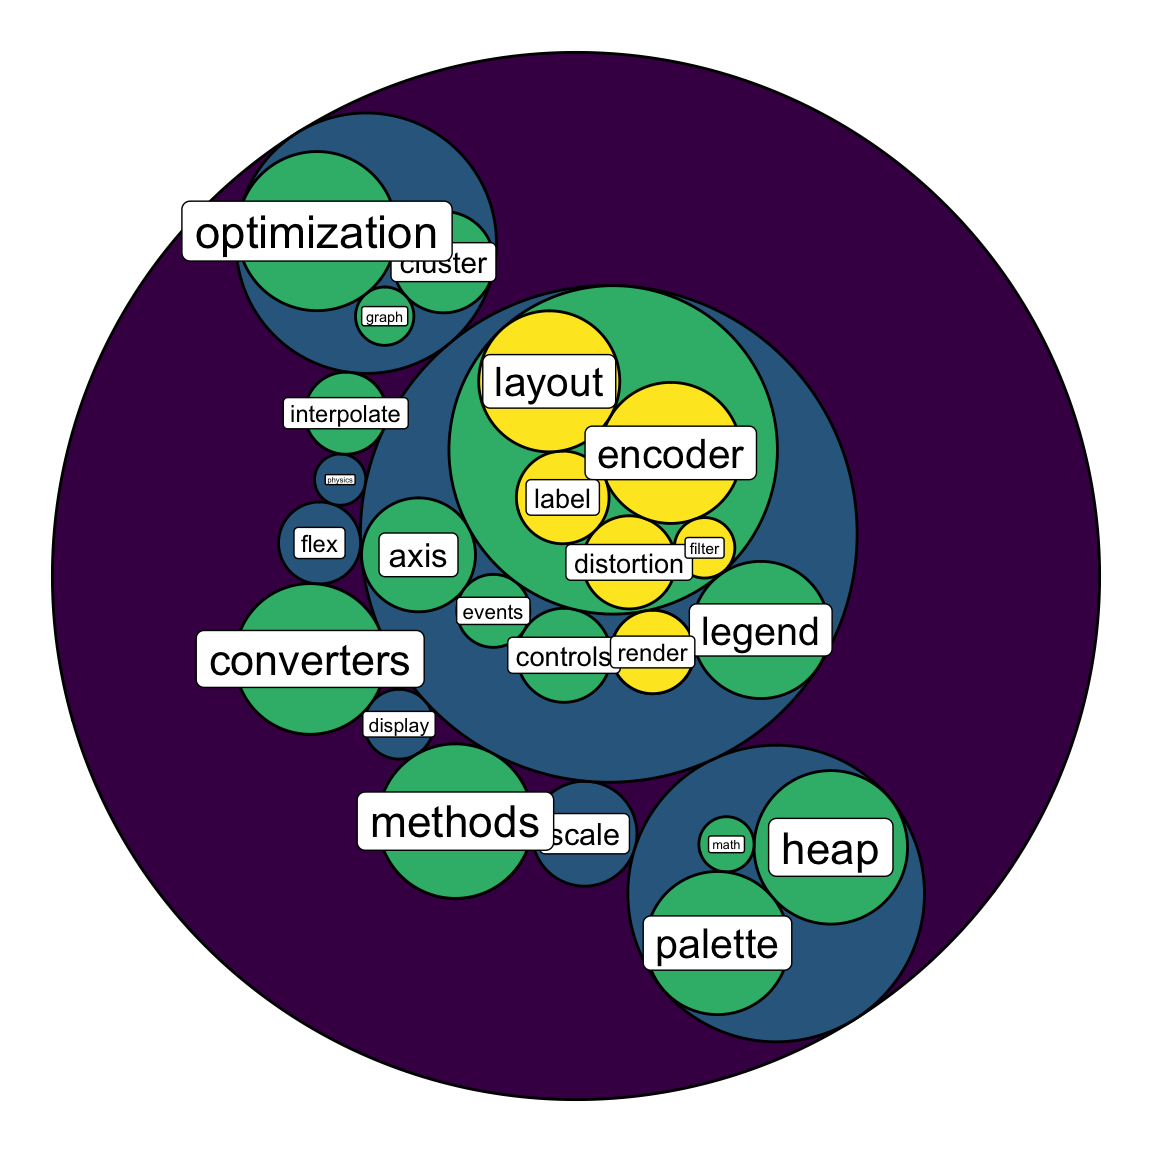 optimization
cluster
graph
layout
interpolate
encoder
physics
label
flex
axis
distortion
filter
events
legend
controls
render
converters
display
methods
scale
math
heap
palette